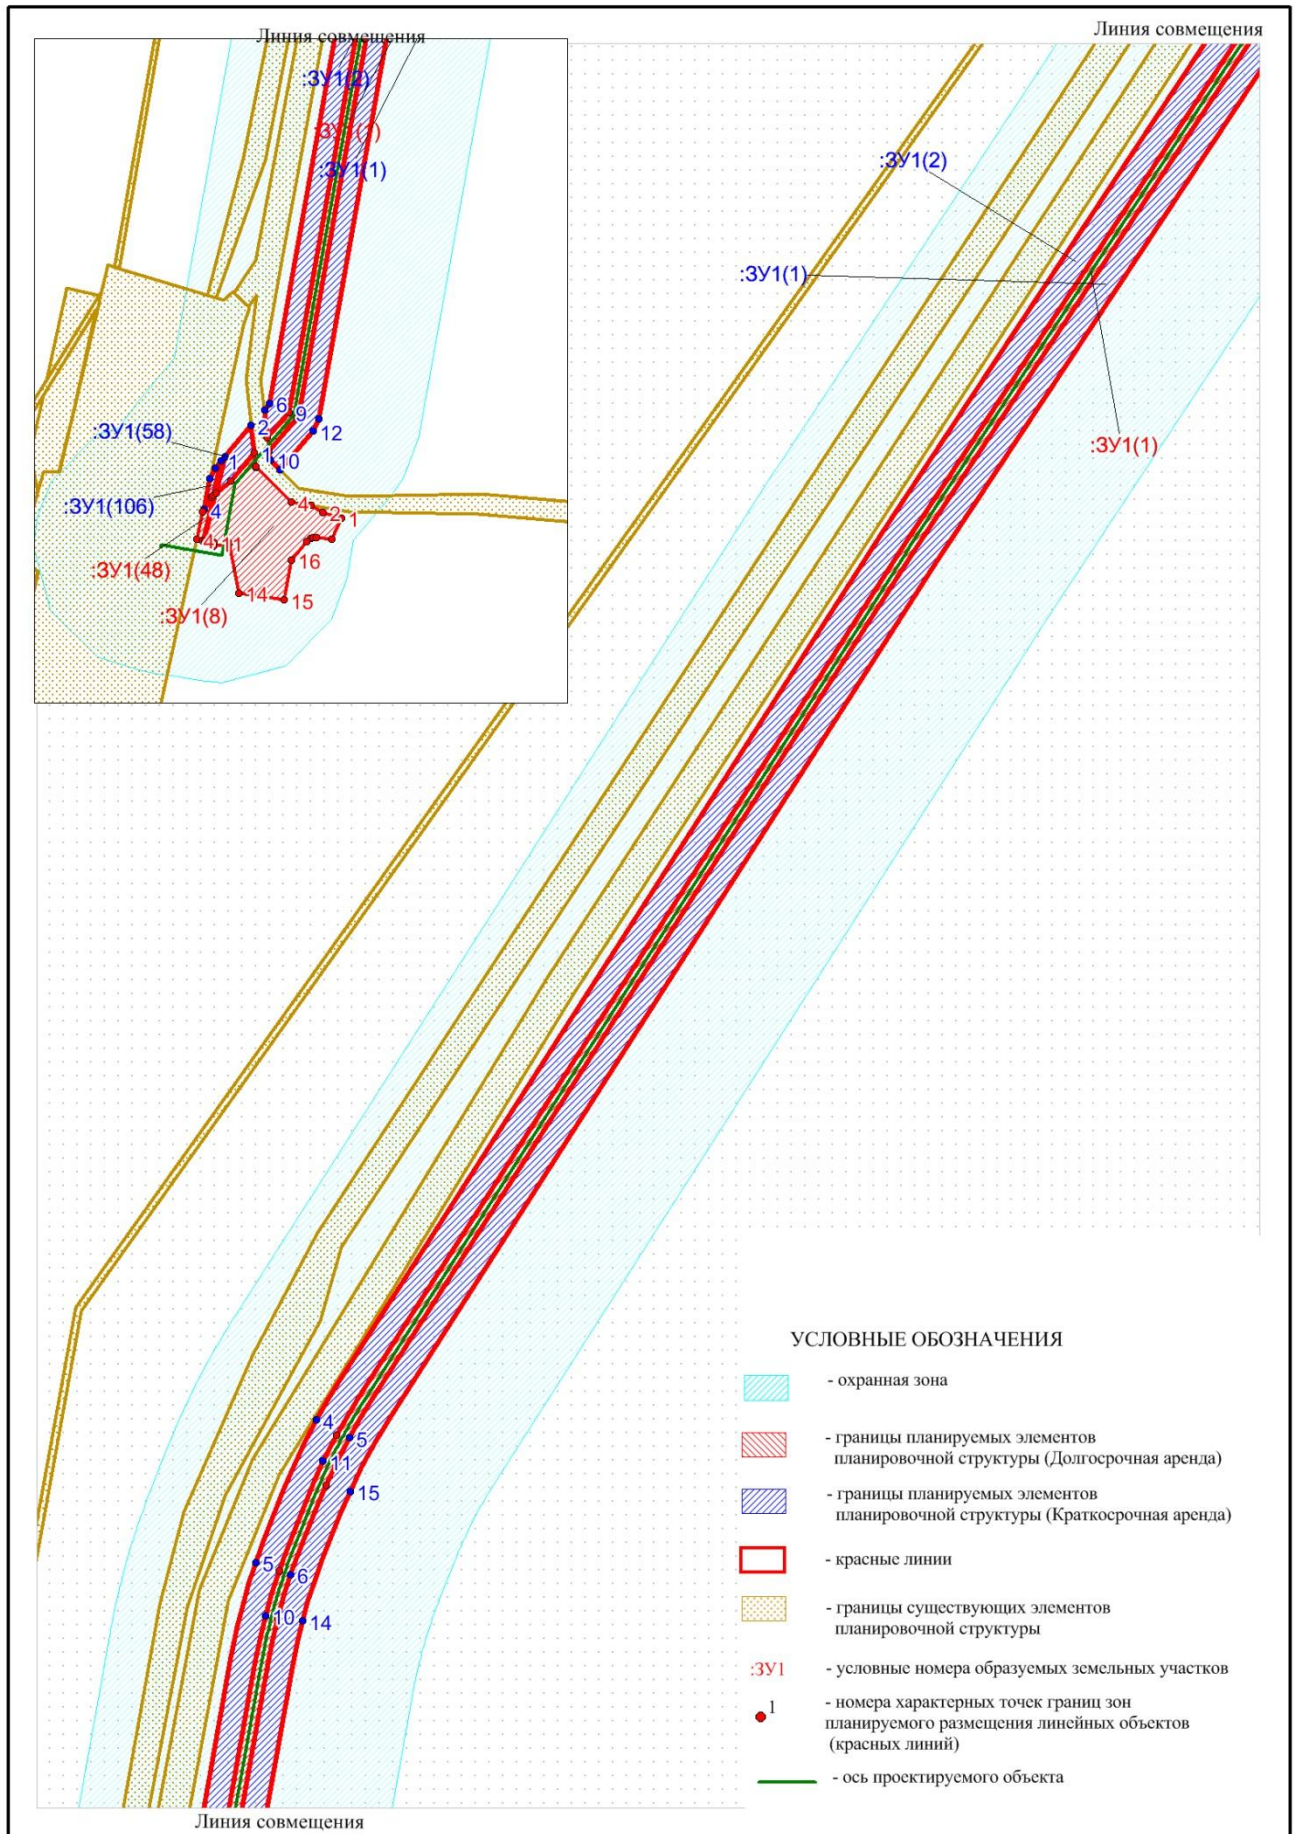 Линия совмещения
Линия совмещения
:ЗУ1(2)
:ЗУ1(1)
:ЗУ1(2)
:ЗУ1(1)
:ЗУ1(1)
:ЗУ1(1)
6
9
2
12
:ЗУ1(58)
1
1
10
:ЗУ1(106)
4
4
2
1
4
11
:ЗУ1(48)
16
14
15
:ЗУ1(8)
УСЛОВНЫЕ ОБОЗНАЧЕНИЯ
- охранная зона
- границы планируемых элементов
планировочной структуры (Долгосрочная аренда)
- границы планируемых элементов
планировочной структуры (Краткосрочная аренда)
- красные линии
- границы существующих элементов
планировочной структуры
:ЗУ1 - условные номера образуемых земельных участков
1 - номера характерных точек границ зон
планируемого размещения линейных объектов
(красных линий)
- ось проектируемого объекта
4
5
11
15
5
6
10
14
Линия совмещения